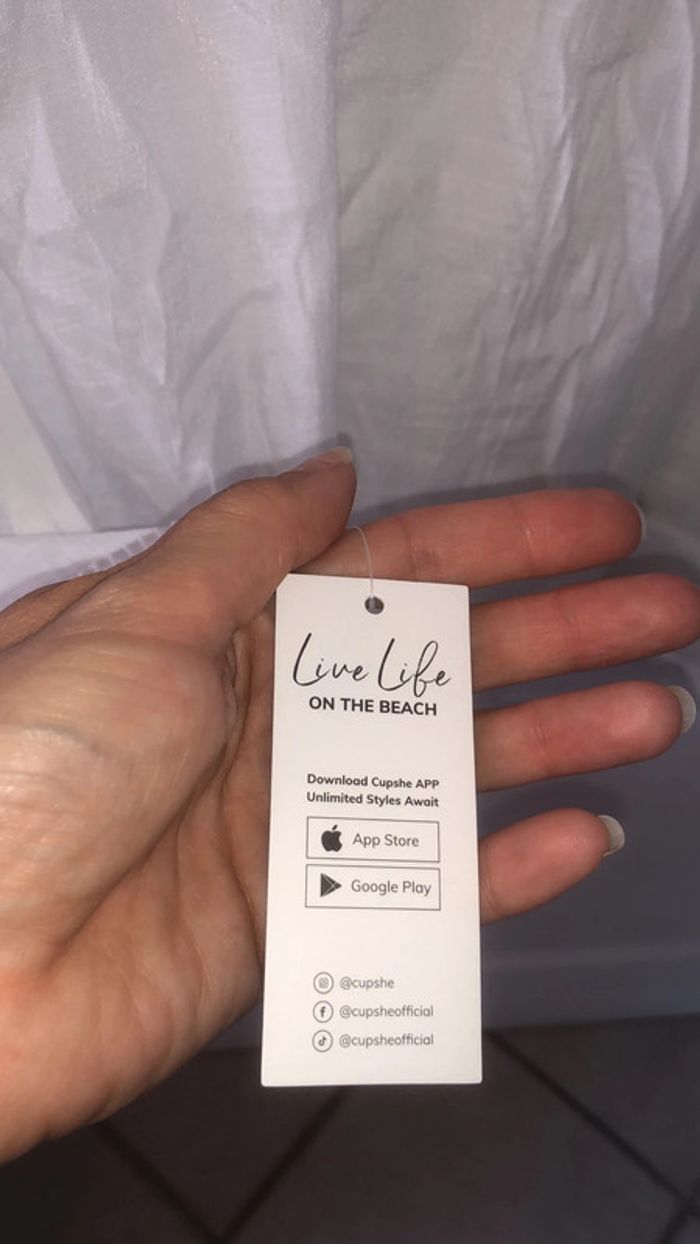 Live Life
ON THE BEACH
Download Cupshe APP
Unlimited Styles Await
App Store
Google Play
@cupshe
@cupsheofficial
@cupsheofficial